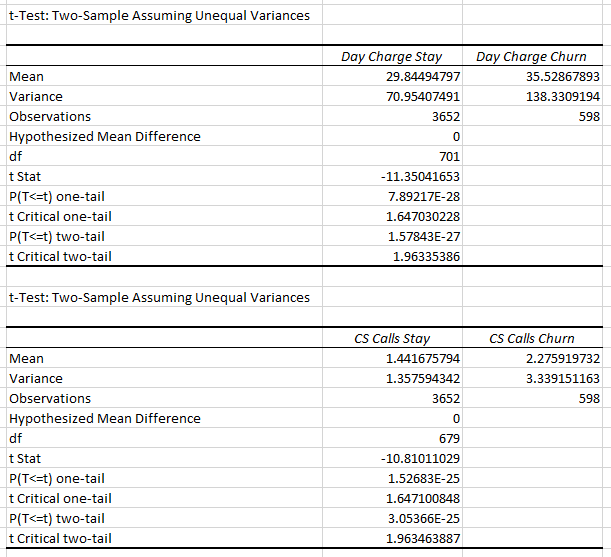 t-Test: Two-Sample Assuming Unequal Variances
Day Charge Stay Day Charge Churn
Mean 29.84494797 35.52867893
Variance 70.95407491 138.3309194
Observations 3652 598
Hypothesized Mean Difference 0
df 701
t Stat -11.35041653
P(T<=t) one-tail 7.89217E-28
t Critical one-tail 1.647030228
P(T<=t) two-tail 1.57843E-27
t Critical two-tail 1.96335386
t-Test: Two-Sample Assuming Unequal Variances
CS Calls Stay CS Calls Churn
Mean 1.441675794 2.275919732
Variance 1.357594342 3.339151163
Observations 3652 598
Hypothesized Mean Difference 0
df 679
t Stat -10.81011029
P(T<=t) one-tail 1.52683E-25
t Critical one-tail 1.647100848
P(T<=t) two-tail 3.05366E-25
t Critical two-tail 1.963463887